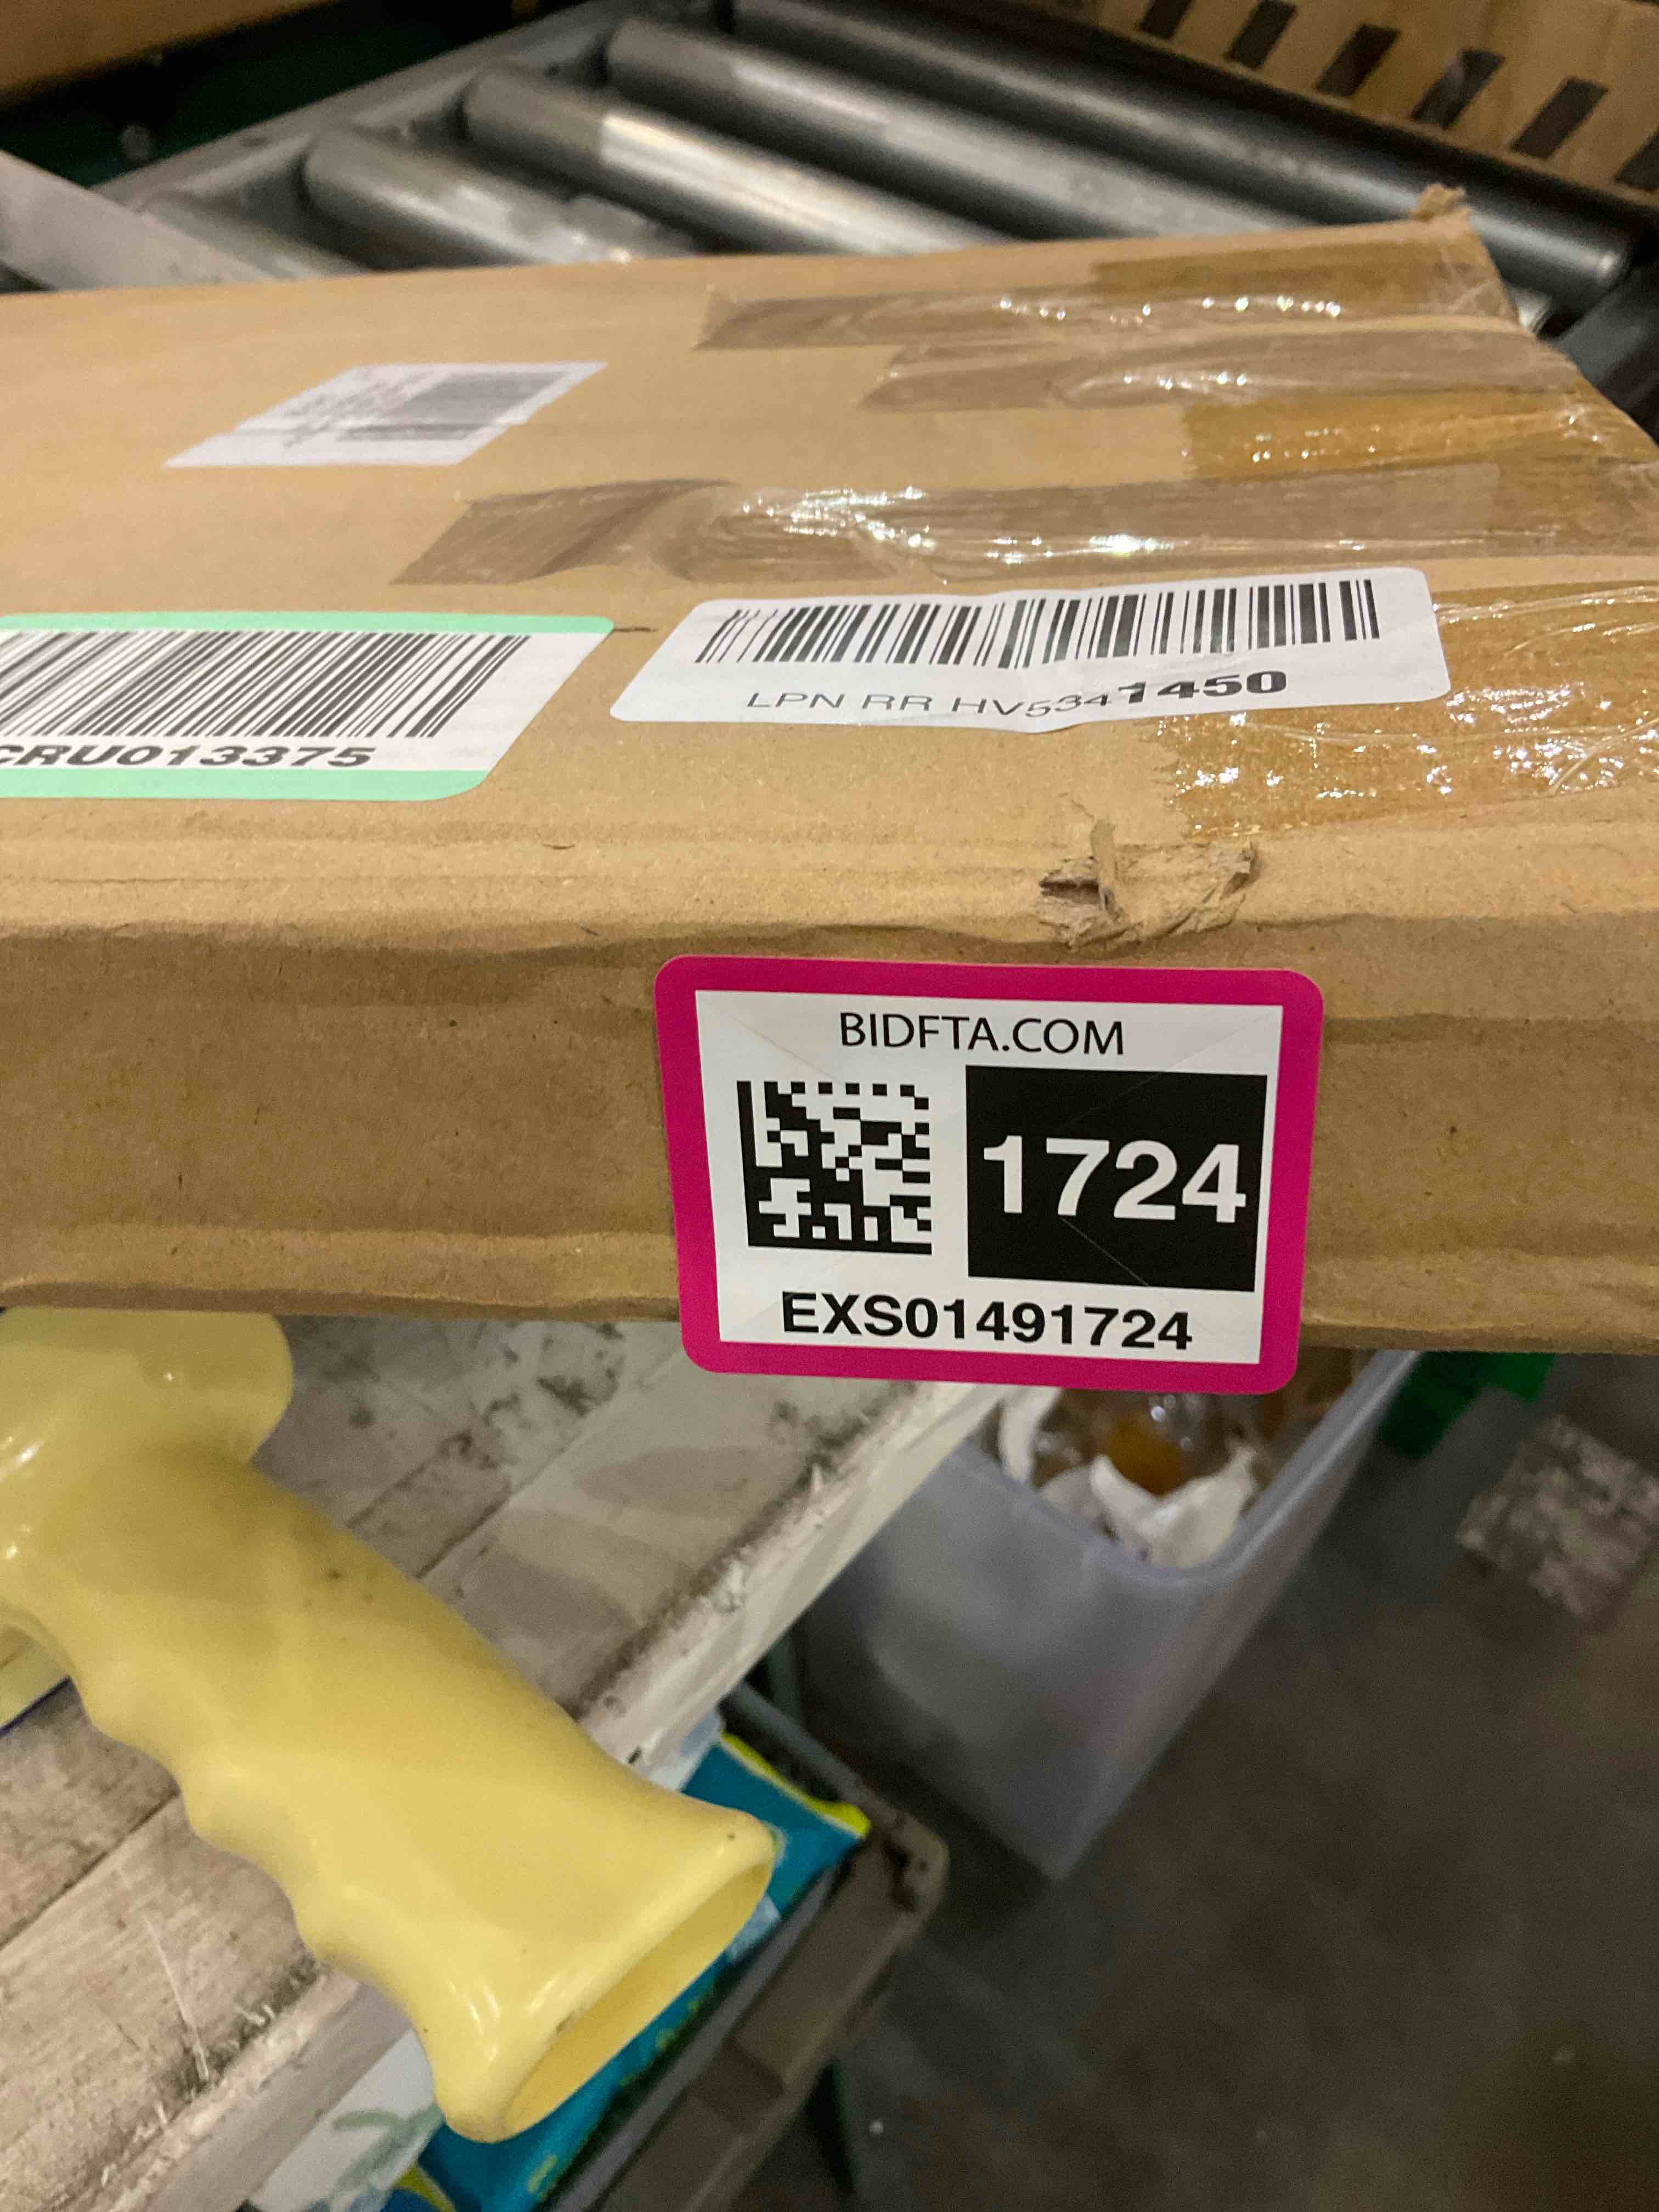 CRU013375
LPN RR HV5341450
BIDFTA.COM
1724
EXS01491724